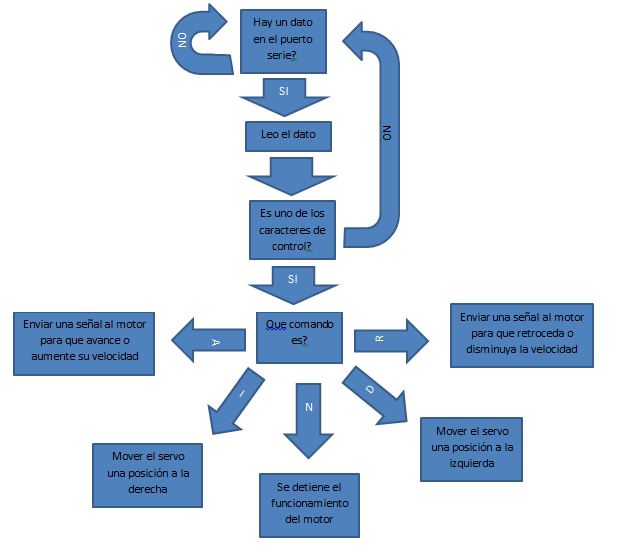 Hay un dato
en el puerto
serie?
NO
SI
Leo el dato
NO
Es uno de los
caracteres de
control?
SI
Enviar una señal al motor
para que avance o
aumente su velocidad
A
Que comando
es?
R
Enviar una señal al motor
para que retroceda o
disminuya la velocidad
I
N
D
Mover el servo
una posición a la
derecha
Se detiene el
funcionamiento
del motor
Mover el servo
una posición a la
izquierda